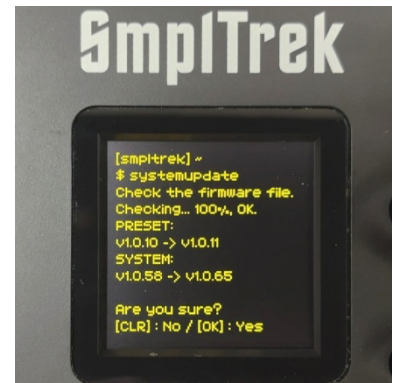 SmplTrek
[smpltrek] ~
$ systemupdate
Check the firmware file.
Checking... 100%, OK.
PRESET:
v1.0.10 -> v1.0.11
SYSTEM:
v1.0.58 -> v1.0.65
Are you sure?
[CLR] : No / [OK] : Yes